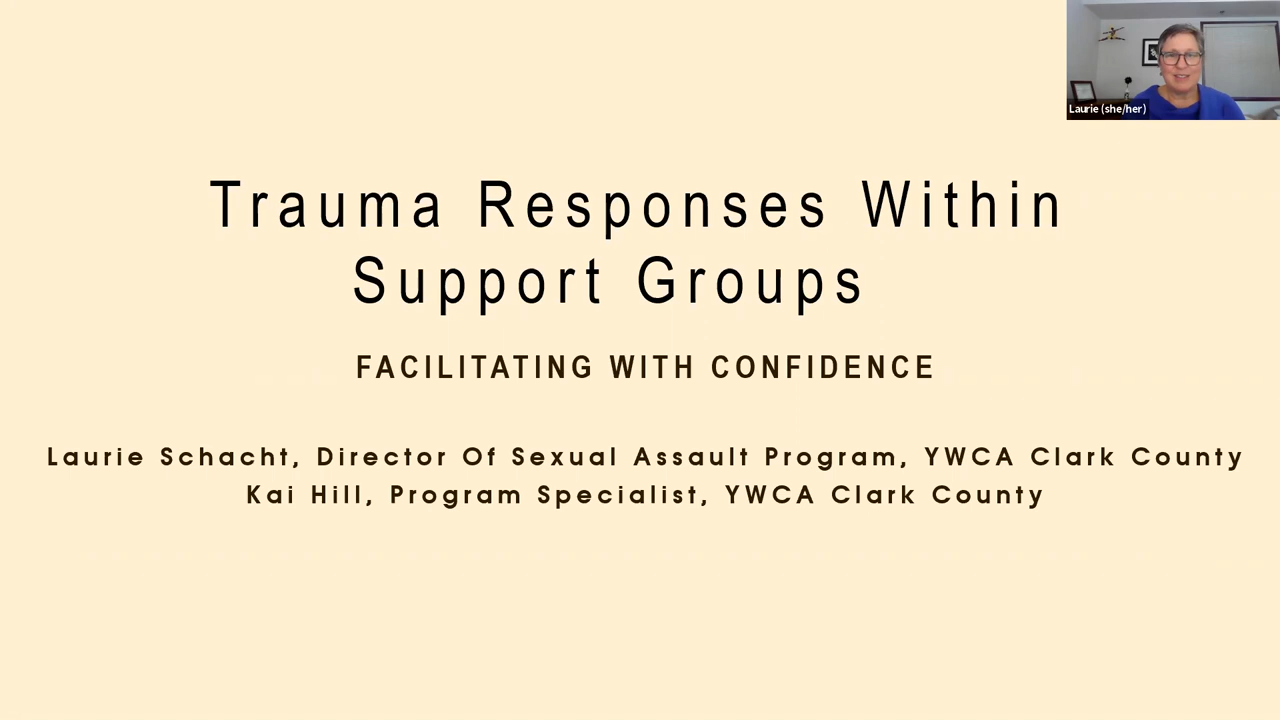 Laurie (she/her)
Trauma Responses Within
Support Groups
FACILITATING WITH CONFIDENCE
Laurie Schacht, Director Of Sexual Assault Program, YWCA Clark County
Kai Hill, Program Specialist, YWCA Clark County